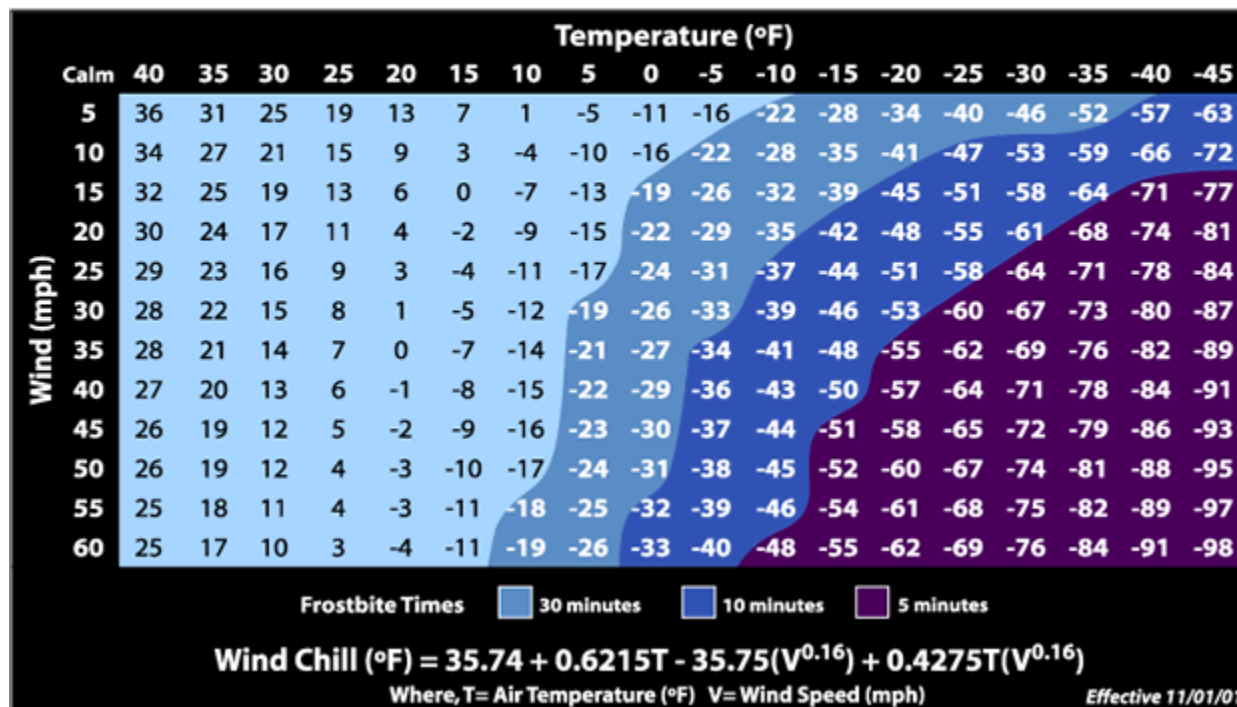 Temperature (ºF)
Calm 40 35 30 25 20 15 10 5 0 -5 -10 -15 -20 -25 -30 -35 -40 -45
Wind (mph)
5 36 31 25 19 13 7 1 -5 -11 -16 -22 -28 -34 -40 -46 -52 -57 -63
10 34 27 21 15 9 3 -4 -10 -16 -22 -28 -35 -41 -47 -53 -59 -66 -72
15 32 25 19 13 6 0 -7 -13 -19 -26 -32 -39 -45 -51 -58 -64 -71 -77
20 30 24 17 11 4 -2 -9 -15 -22 -29 -35 -42 -48 -55 -61 -68 -74 -81
25 29 23 16 9 3 -4 -11 -17 -24 -31 -37 -44 -51 -58 -64 -71 -78 -84
30 28 22 15 8 1 -5 -12 -19 -26 -33 -39 -46 -53 -60 -67 -73 -80 -87
35 28 21 14 7 0 -7 -14 -21 -27 -34 -41 -48 -55 -62 -69 -76 -82 -89
40 27 20 13 6 -1 -8 -15 -22 -29 -36 -43 -50 -57 -64 -71 -78 -84 -91
45 26 19 12 5 -2 -9 -16 -23 -30 -37 -44 -51 -58 -65 -72 -79 -86 -93
50 26 19 12 4 -3 -10 -17 -24 -31 -38 -45 -52 -60 -67 -74 -81 -88 -95
55 25 18 11 4 -3 -11 -18 -25 -32 -39 -46 -54 -61 -68 -75 -82 -89 -97
60 25 17 10 3 -4 -11 -19 -26 -33 -40 -48 -55 -62 -69 -76 -84 -91 -98
Frostbite Times 30 minutes 10 minutes 5 minutes
Wind Chill (ºF) = 35.74 + 0.6215T - 35.75(V^0.16) + 0.4275T(V^0.16)
Where, T= Air Temperature (ºF) V= Wind Speed (mph) Effective 11/01/01